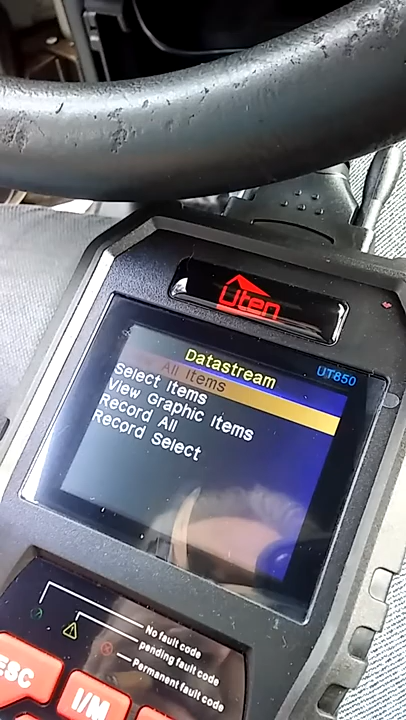 Uten
Datastream
UT850
All Items
Select Items
View Graphic Items
Record All
Record Select
No fault code
pending fault code
Permanent fault code
ESC
I/M